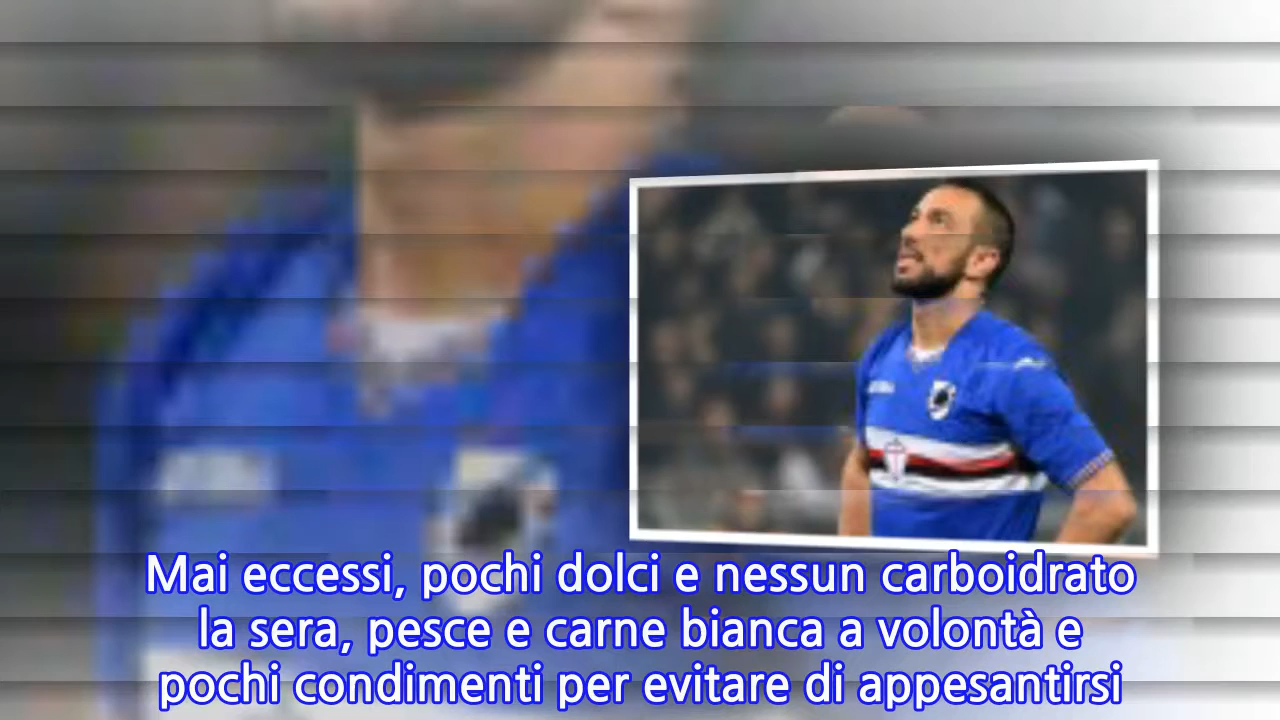 Mai eccessi, pochi dolci e nessun carboidrato
la sera, pesce e carne bianca a volontà e
pochi condimenti per evitare di appesantirsi